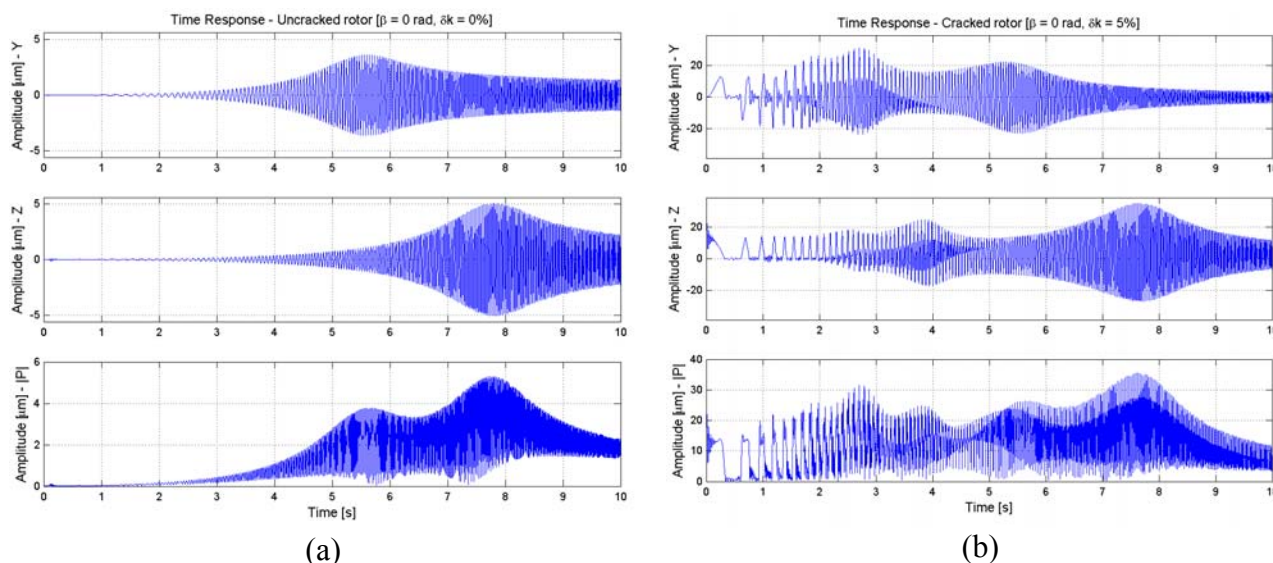 Time Response - Uncracked rotor [β = 0 rad, δk = 0%]
Amplitude [μm] - Y
5
0
-5
0 1 2 3 4 5 6 7 8 9 10
Amplitude [μm] - Z
5
0
-5
0 1 2 3 4 5 6 7 8 9 10
Amplitude [μm] - |P|
6
4
2
0
0 1 2 3 4 5 6 7 8 9 10
Time [s]
(a)
Time Response - Cracked rotor [β = 0 rad, δk = 5%]
Amplitude [μm] - Y
20
0
-20
0 1 2 3 4 5 6 7 8 9 10
Amplitude [μm] - Z
20
0
-20
0 1 2 3 4 5 6 7 8 9 10
Amplitude [μm] - |P|
40
30
20
10
0
0 1 2 3 4 5 6 7 8 9 10
Time [s]
(b)